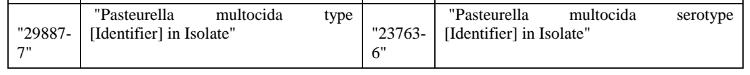 "29887-7" "Pasteurella multocida type [Identifier] in Isolate" "23763-6" "Pasteurella multocida serotype [Identifier] in Isolate"